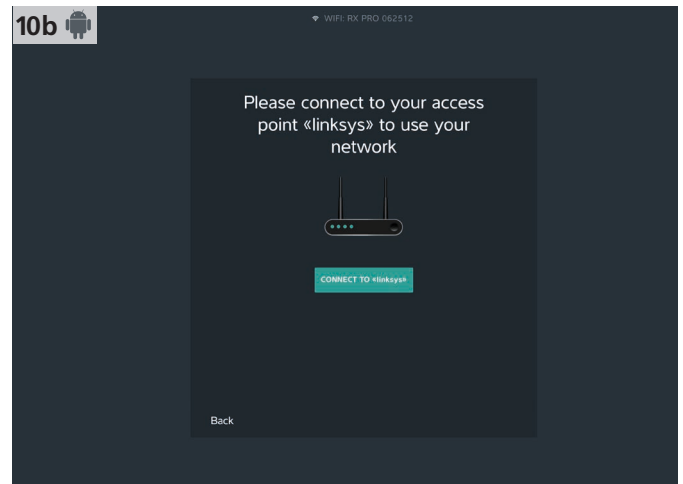 10b
WIFI: RX PRO 062512
Please connect to your access
point «linksys» to use your
network
CONNECT TO «linksys»
Back